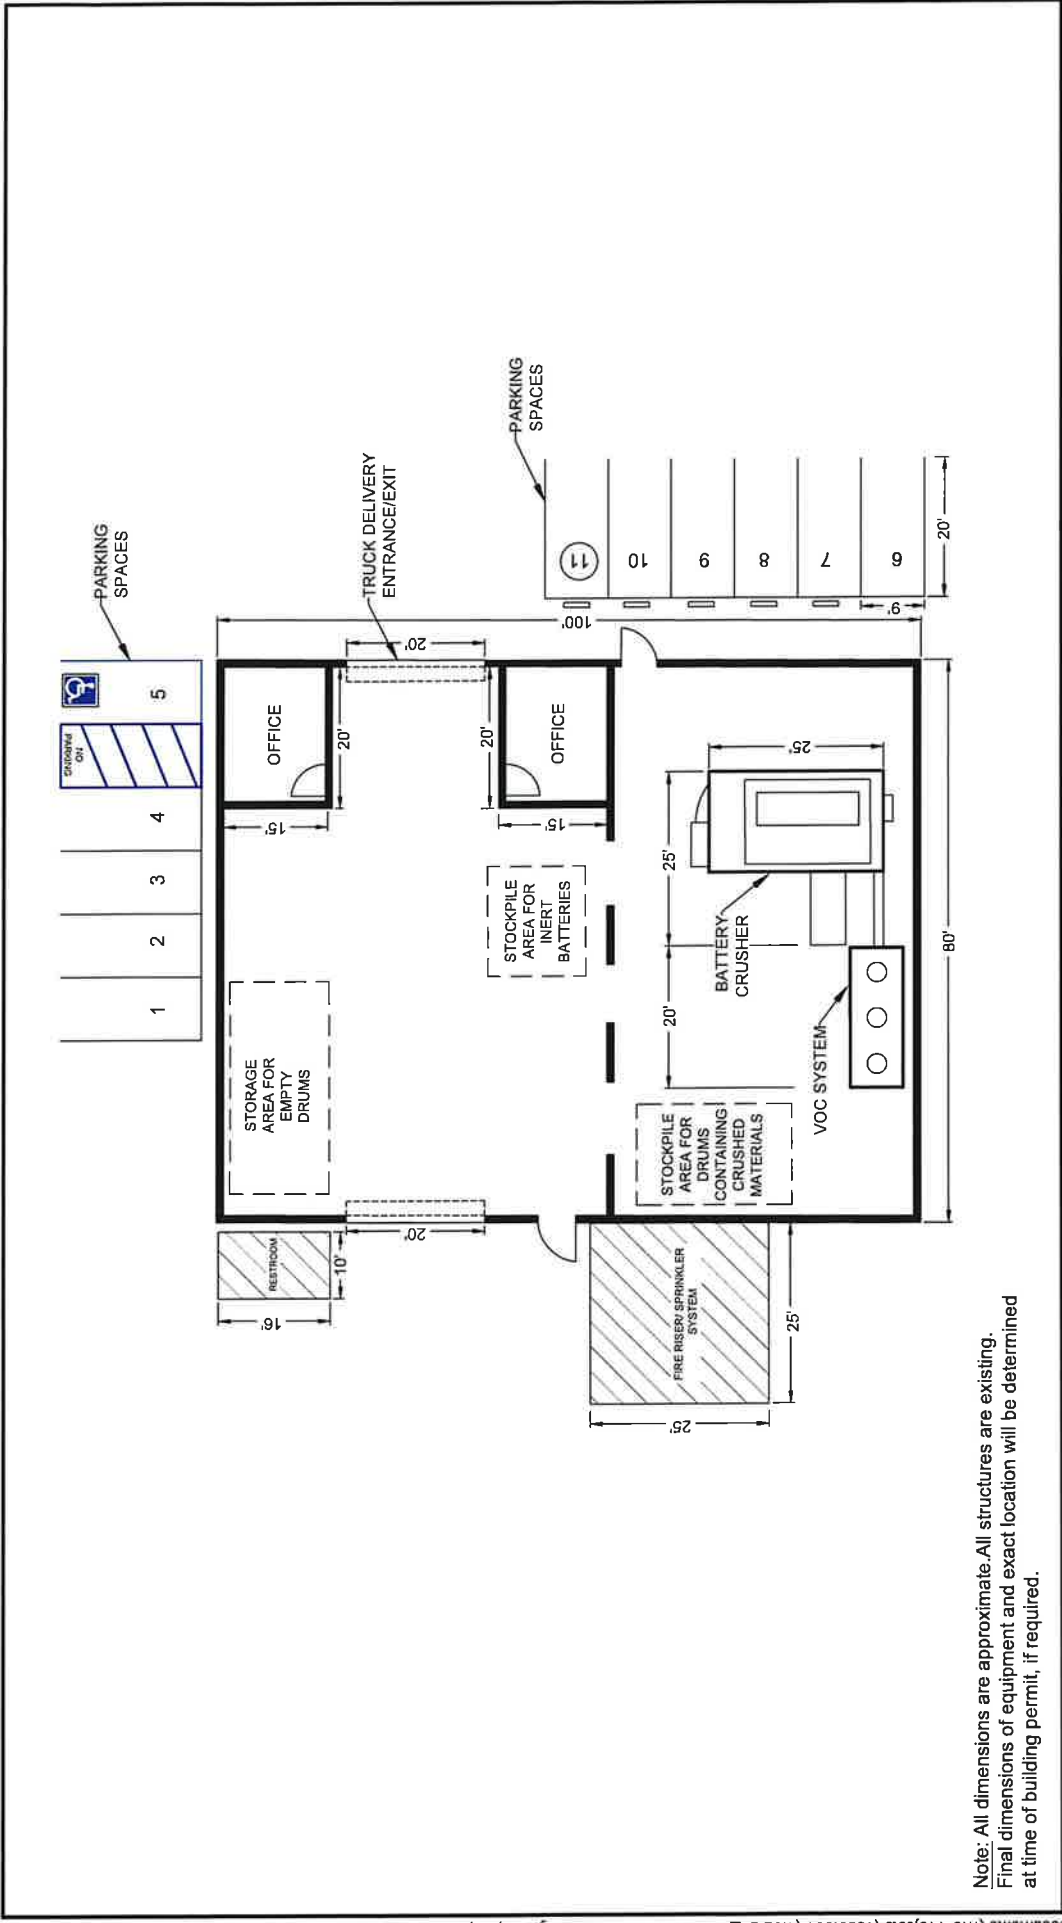 PARKING
SPACES
NO
PARKING
5
4
3
2
1
TRUCK DELIVERY
ENTRANCE/EXIT
PARKING
SPACES
11
10
9
8
7
6
20'
9'
100'
20'
OFFICE
20'
15'
20'
OFFICE
15'
STORAGE
AREA FOR
EMPTY
DRUMS
STOCKPILE
AREA FOR
INERT
BATTERIES
25'
25'
BATTERY
CRUSHER
20'
VOC SYSTEM
STOCKPILE
AREA FOR
DRUMS
CONTAINING
CRUSHED
MATERIALS
80'
20'
RESTROOM
10'
16'
FIRE RISER/ SPRINKLER
SYSTEM
25'
25'
Note: All dimensions are approximate.All structures are existing.
Final dimensions of equipment and exact location will be determined
at time of building permit, if required.